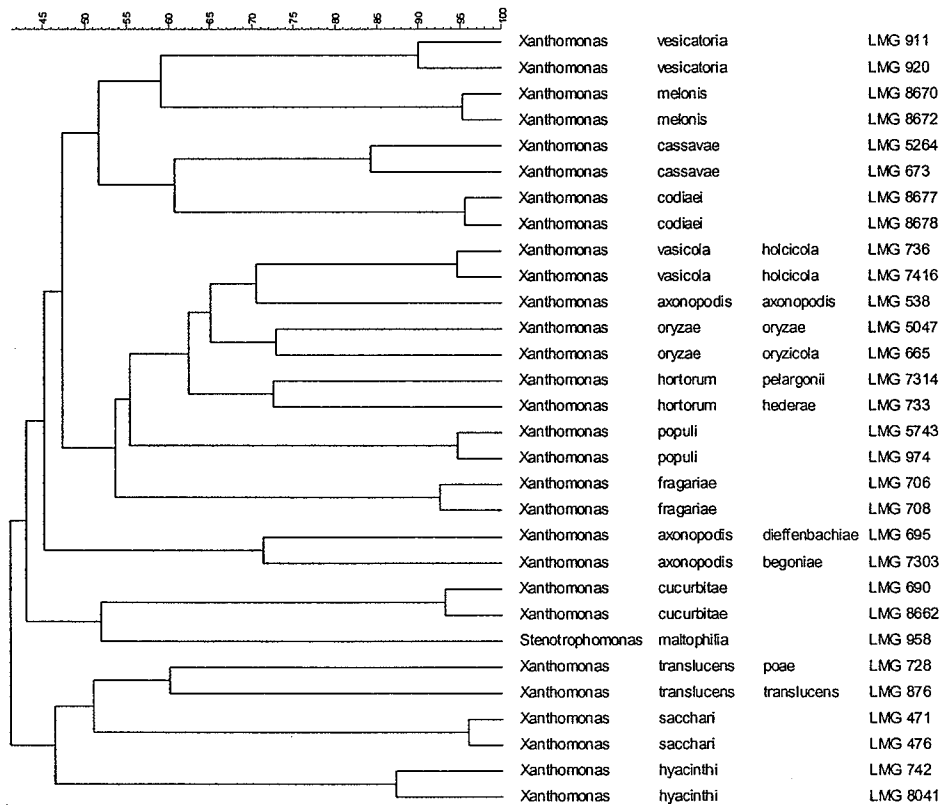 45 50 55 60 65 70 75 80 85 90 95 100
Xanthomonas vesicatoria LMG 911
Xanthomonas vesicatoria LMG 920
Xanthomonas melonis LMG 8670
Xanthomonas melonis LMG 8672
Xanthomonas cassavae LMG 5264
Xanthomonas cassavae LMG 673
Xanthomonas codiaei LMG 8677
Xanthomonas codiaei LMG 8678
Xanthomonas vasicola holcicola LMG 736
Xanthomonas vasicola holcicola LMG 7416
Xanthomonas axonopodis axonopodis LMG 538
Xanthomonas oryzae oryzae LMG 5047
Xanthomonas oryzae oryzicola LMG 665
Xanthomonas hortorum pelargonii LMG 7314
Xanthomonas hortorum hederae LMG 733
Xanthomonas populi LMG 5743
Xanthomonas populi LMG 974
Xanthomonas fragariae LMG 706
Xanthomonas fragariae LMG 708
Xanthomonas axonopodis dieffenbachiae LMG 695
Xanthomonas axonopodis begoniae LMG 7303
Xanthomonas cucurbitae LMG 690
Xanthomonas cucurbitae LMG 8662
Stenotrophomonas maltophilia LMG 958
Xanthomonas translucens poae LMG 728
Xanthomonas translucens translucens LMG 876
Xanthomonas sacchari LMG 471
Xanthomonas sacchari LMG 476
Xanthomonas hyacinthi LMG 742
Xanthomonas hyacinthi LMG 8041